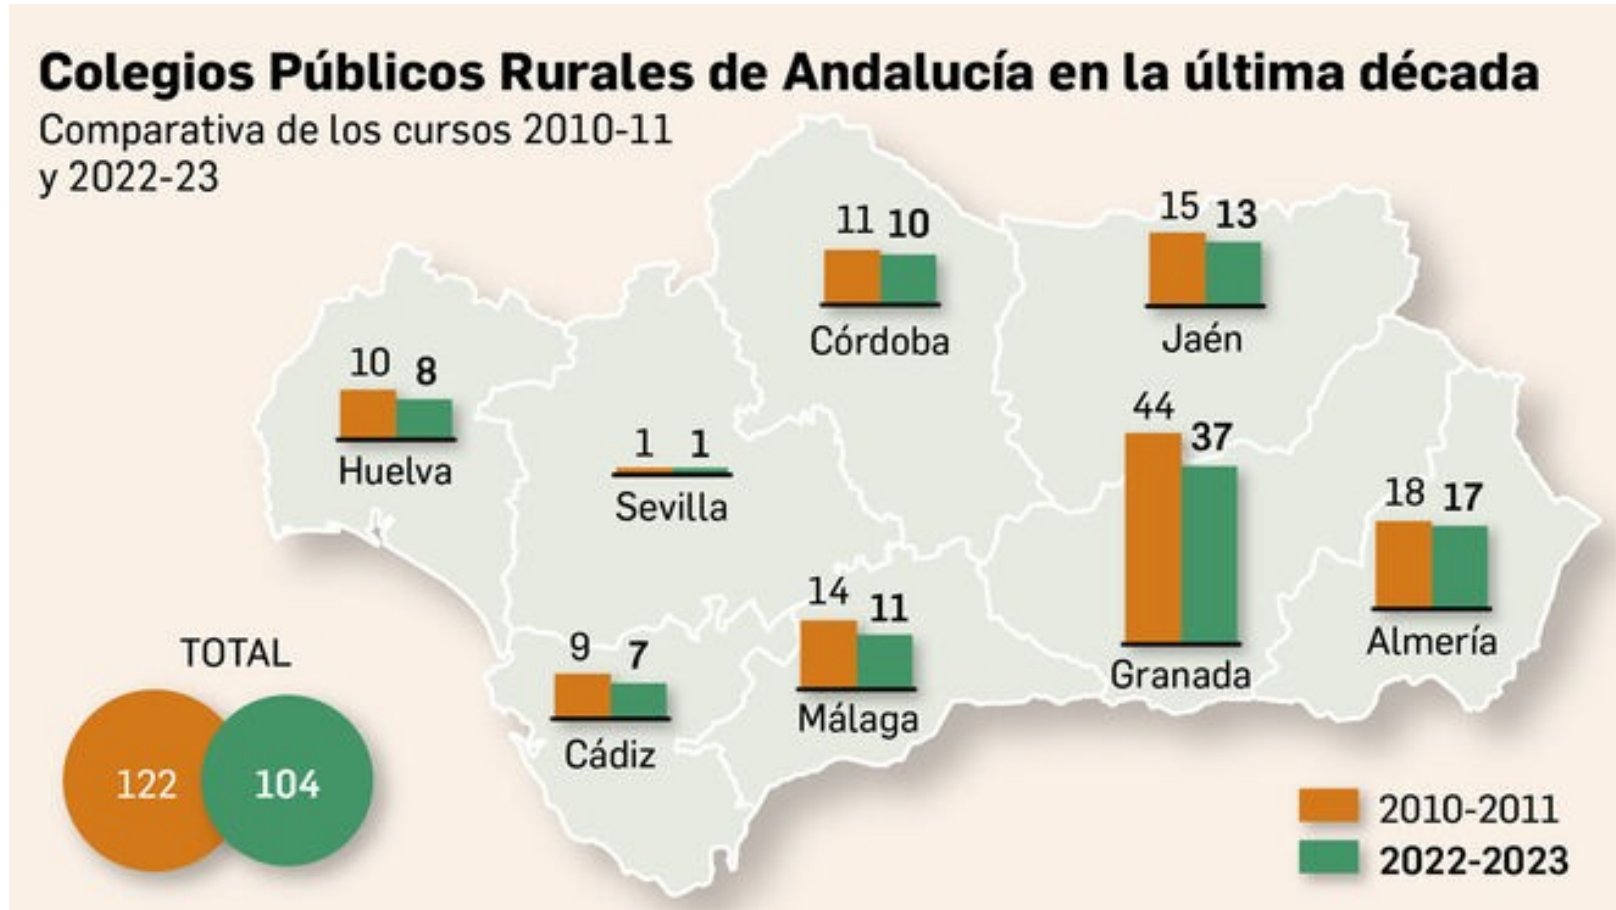 Colegios Públicos Rurales de Andalucía en la última década
Comparativa de los cursos 2010-11
y 2022-23
11 10
Córdoba
15 13
Jaén
10 8
Huelva
1 1
Sevilla
44 37
Granada
18 17
Almería
14 11
Málaga
9 7
Cádiz
TOTAL
122 104
2010-2011
2022-2023